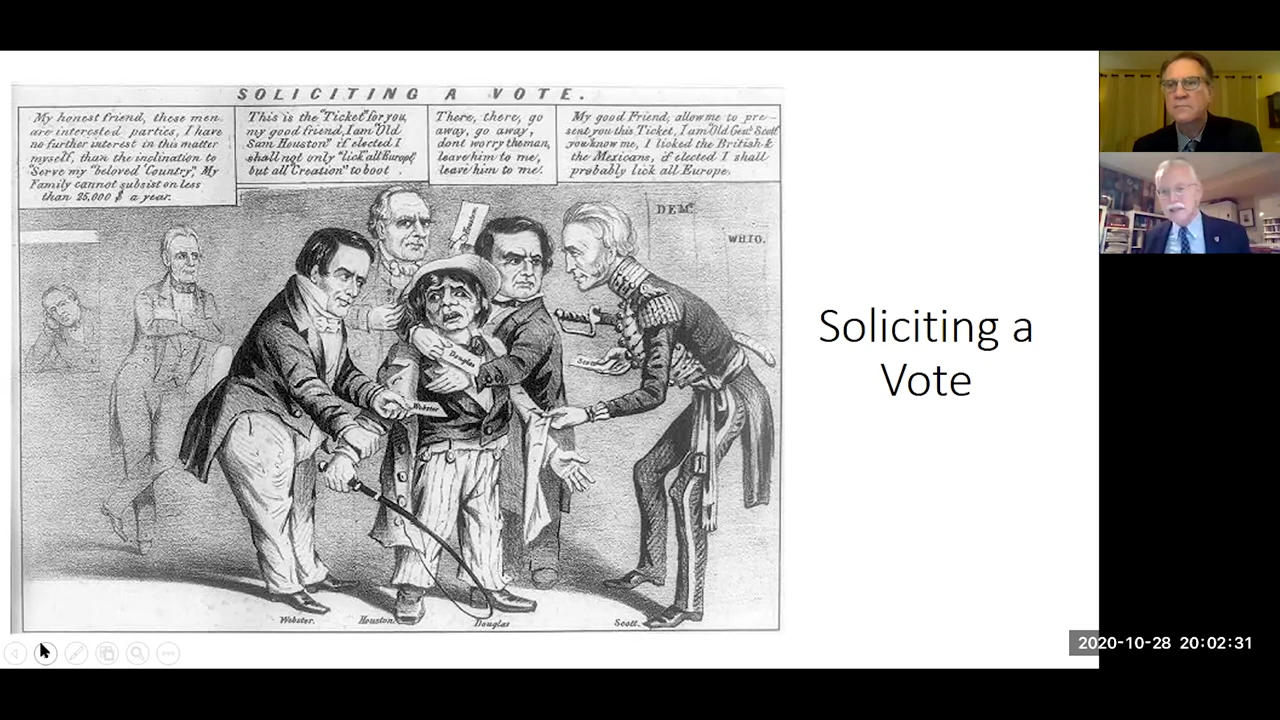 SOLICITING A VOTE.
My honest friend, these men
are interested parties, I have
no further interest in this matter
myself, than the inclination to
"Serve my "beloved Country", My
Family cannot subsist on less
than 25,000 $ a year.
This is the "Ticket" for you,
my good friend, I am "Old
Sam Houston" if elected I
shall not only "lick" all Europe,
but all "Creation" to boot.
There, there, go
away, go away,
dont worry the man,
leave him to me,
leave him to me!
My good Friend, allow me to pre-
sent you this Ticket, I am "Old Genl. Scott"
you know me, I licked the British &
the Mexicans, if elected I shall
probably lick all Europe.
DEMc.
WHIG.
Houston
Douglas
Webster
Scott
Webster.
Houston.
Douglas
Scott.
Soliciting a
Vote
2020-10-28 20:02:31